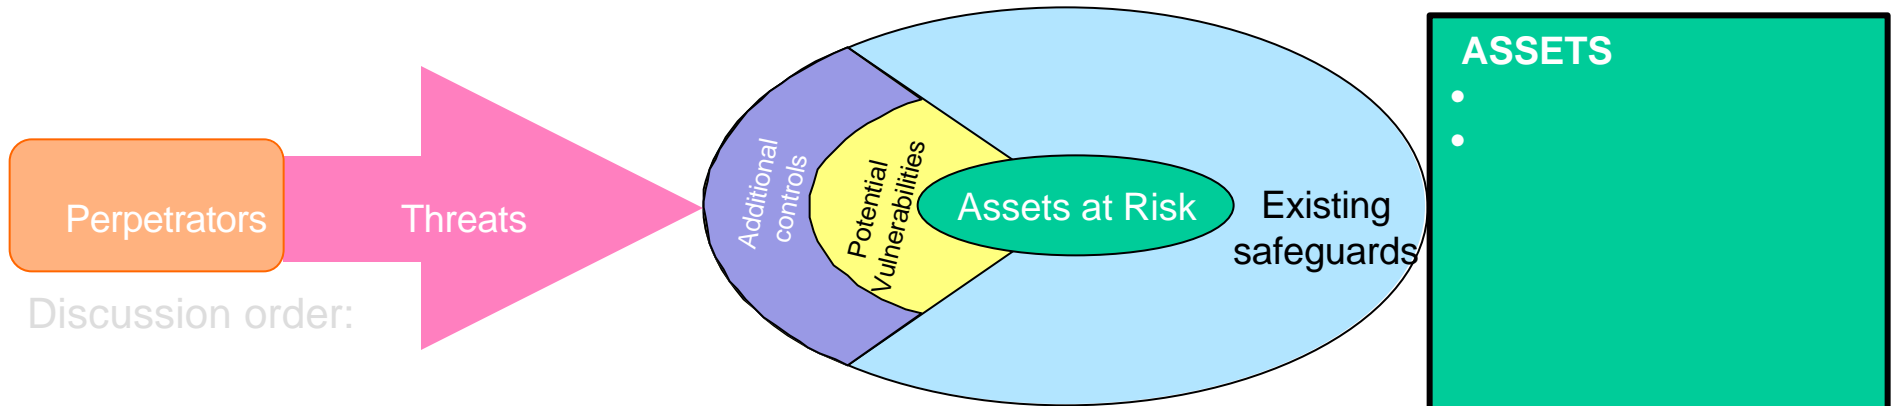 Perpetrators
Threats
Discussion order:
Additional
controls
Potential
Vulnerabilities
Assets at Risk
Existing
safeguards
ASSETS
•
•